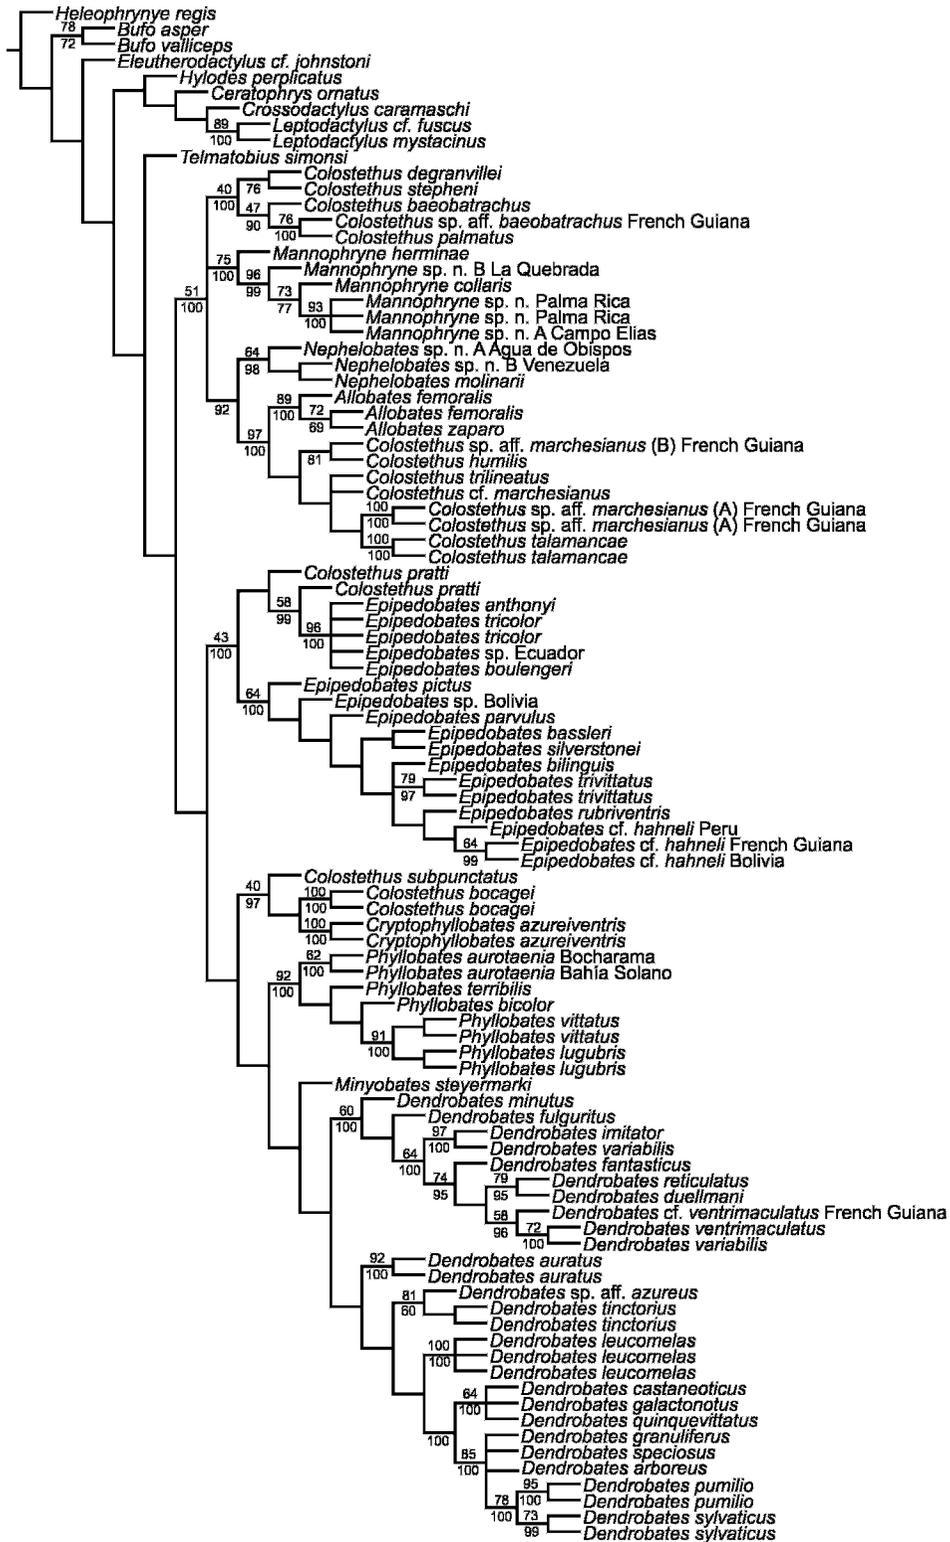 Heleophrynye regis
78
Bufo asper
72
Bufo valliceps
Eleutherodactylus cf. johnstoni
Hylodes perplicatus
Ceratophrys ornatus
Crossodactylus caramaschi
89
Leptodactylus cf. fuscus
100
Leptodactylus mystacinus
Telmatobius simonsi
Colostethus degranvillei
40
76
Colostethus stepheni
100
47
Colostethus baeobatrachus
90
76
Colostethus sp. aff. baeobatrachus French Guiana
100
Colostethus palmatus
Mannophryne herminae
75
100
96
Mannophryne sp. n. B La Quebrada
99
73
Mannophryne collaris
51
100
77
93
Mannophryne sp. n. Palma Rica
100
Mannophryne sp. n. Palma Rica
Mannophryne sp. n. A Campo Elias
64
Nephelobates sp. n. A Agua de Obispos
98
Nephelobates sp. n. B Venezuela
Nephelobates molinarii
92
89
Allobates femoralis
100
72
Allobates femoralis
69
Allobates zaparo
97
100
Colostethus sp. aff. marchesianus (B) French Guiana
81
Colostethus humilis
Colostethus trilineatus
Colostethus cf. marchesianus
100
Colostethus sp. aff. marchesianus (A) French Guiana
100
Colostethus sp. aff. marchesianus (A) French Guiana
100
Colostethus talamancae
100
Colostethus talamancae
Colostethus pratti
Colostethus pratti
58
99
Epipedobates anthonyi
Epipedobates tricolor
96
100
Epipedobates tricolor
43
100
Epipedobates sp. Ecuador
Epipedobates boulengeri
64
100
Epipedobates pictus
Epipedobates sp. Bolivia
Epipedobates parvulus
Epipedobates bassleri
Epipedobates silverstonei
Epipedobates bilinguis
79
Epipedobates trivittatus
97
Epipedobates trivittatus
Epipedobates rubriventris
Epipedobates cf. hahneli Peru
64
Epipedobates cf. hahneli French Guiana
99
Epipedobates cf. hahneli Bolivia
Colostethus subpunctatus
40
97
100
Colostethus bocagei
100
Colostethus bocagei
100
Cryptophyllobates azureiventris
100
Cryptophyllobates azureiventris
62
Phyllobates aurotaenia Bocharama
100
Phyllobates aurotaenia Bahía Solano
92
100
Phyllobates terribilis
Phyllobates bicolor
Phyllobates vittatus
91
Phyllobates vittatus
100
Phyllobates lugubris
Phyllobates lugubris
Minyobates steyermarki
60
100
Dendrobates minutus
Dendrobates fulguritus
97
Dendrobates imitator
100
Dendrobates variabilis
64
100
Dendrobates fantasticus
74
95
79
Dendrobates reticulatus
95
Dendrobates duellmani
58
Dendrobates cf. ventrimaculatus French Guiana
96
72
Dendrobates ventrimaculatus
100
Dendrobates variabilis
92
Dendrobates auratus
100
Dendrobates auratus
81
Dendrobates sp. aff. azureus
60
Dendrobates tinctorius
Dendrobates tinctorius
100
Dendrobates leucomelas
100
Dendrobates leucomelas
Dendrobates leucomelas
64
Dendrobates castaneoticus
100
Dendrobates galactonotus
Dendrobates quinquevittatus
100
Dendrobates granuliferus
85
Dendrobates speciosus
100
Dendrobates arboreus
95
Dendrobates pumilio
78
100
Dendrobates pumilio
100
73
Dendrobates sylvaticus
99
Dendrobates sylvaticus